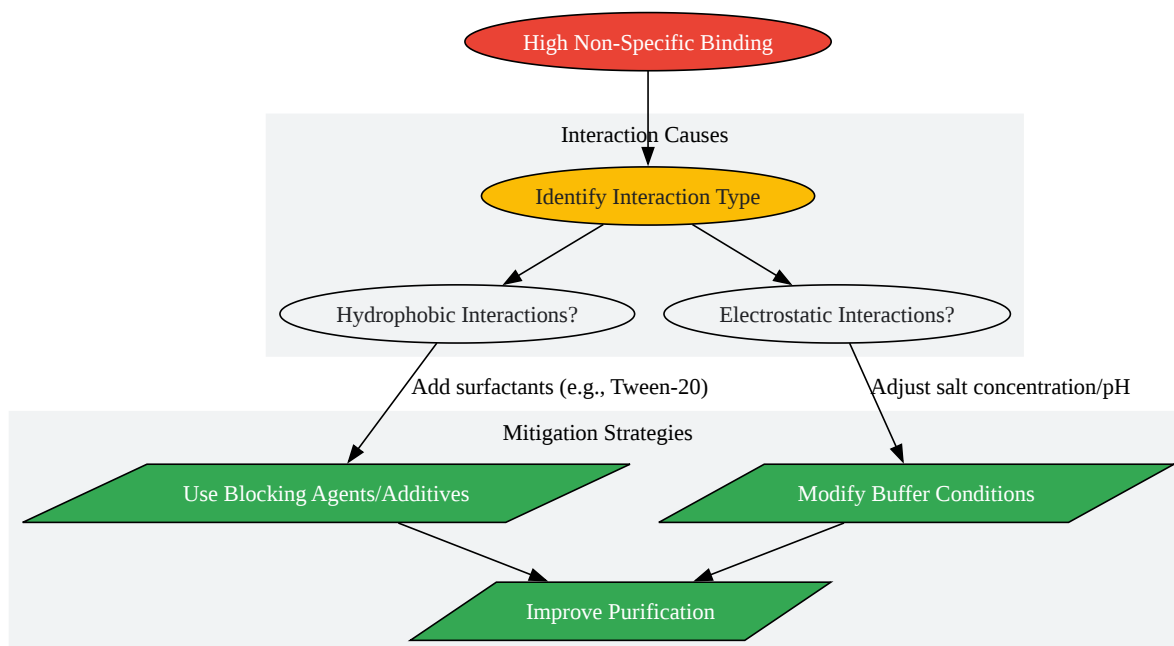 High Non-Specific Binding
Interaction Causes
Identify Interaction Type
Hydrophobic Interactions?
Electrostatic Interactions?
Add surfactants (e.g., Tween-20)
Adjust salt concentration/pH
Mitigation Strategies
Use Blocking Agents/Additives
Modify Buffer Conditions
Improve Purification